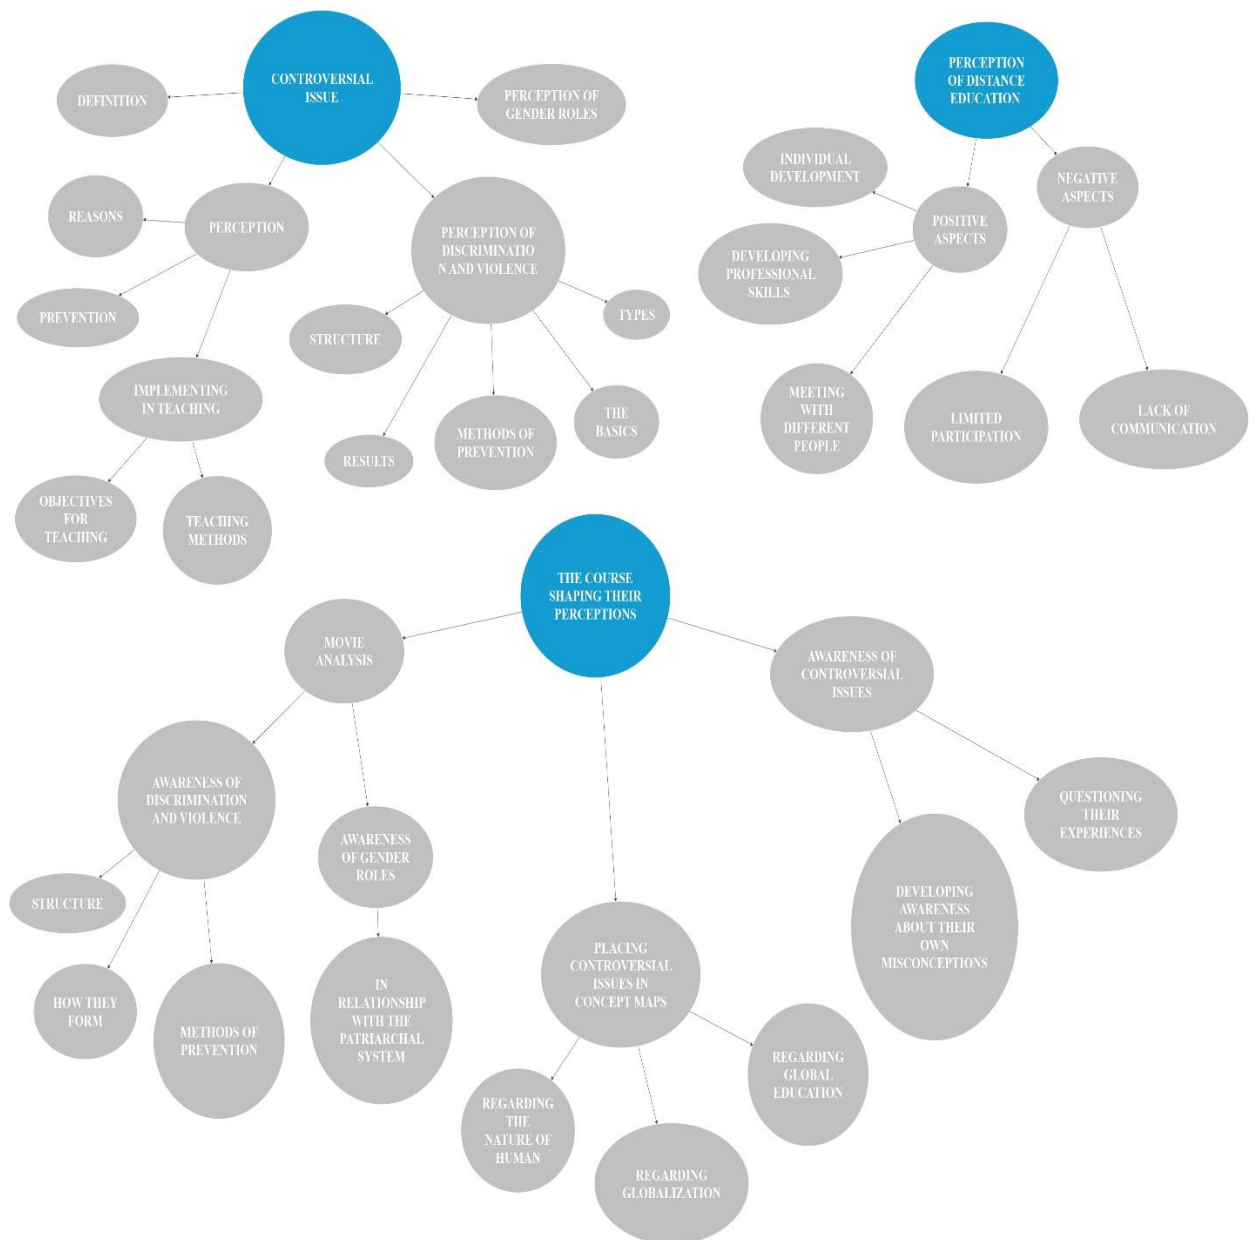 CONTROVERSIAL
ISSUE
DEFINITION
PERCEPTION OF
GENDER ROLES
REASONS
PERCEPTION
PREVENTION
IMPLEMENTING
IN TEACHING
OBJECTIVES
FOR
TEACHING
TEACHING
METHODS
PERCEPTION OF
DISCRIMINATIO
N AND VIOLENCE
STRUCTURE
RESULTS
METHODS OF
PREVENTION
THE
BASICS
TYPES
PERCEPTION
OF DISTANCE
EDUCATION
INDIVIDUAL
DEVELOPMENT
POSITIVE
ASPECTS
DEVELOPING
PROFESSIONAL
SKILLS
MEETING
WITH
DIFFERENT
PEOPLE
NEGATIVE
ASPECTS
LIMITED
PARTICIPATION
LACK OF
COMMUNICATION
THE COURSE
SHAPING THEIR
PERCEPTIONS
MOVIE
ANALYSIS
AWARENESS OF
DISCRIMINATION
AND VIOLENCE
STRUCTURE
HOW THEY
FORM
METHODS OF
PREVENTION
AWARENESS
OF GENDER
ROLES
IN
RELATIONSHIP
WITH THE
PATRIARCHAL
SYSTEM
PLACING
CONTROVERSIAL
ISSUES IN
CONCEPT MAPS
REGARDING
THE
NATURE OF
HUMAN
REGARDING
GLOBALIZATION
REGARDING
GLOBAL
EDUCATION
AWARENESS OF
CONTROVERSIAL
ISSUES
DEVELOPING
AWARENESS
ABOUT THEIR
OWN
MISCONCEPTIONS
QUESTIONING
THEIR
EXPERIENCES